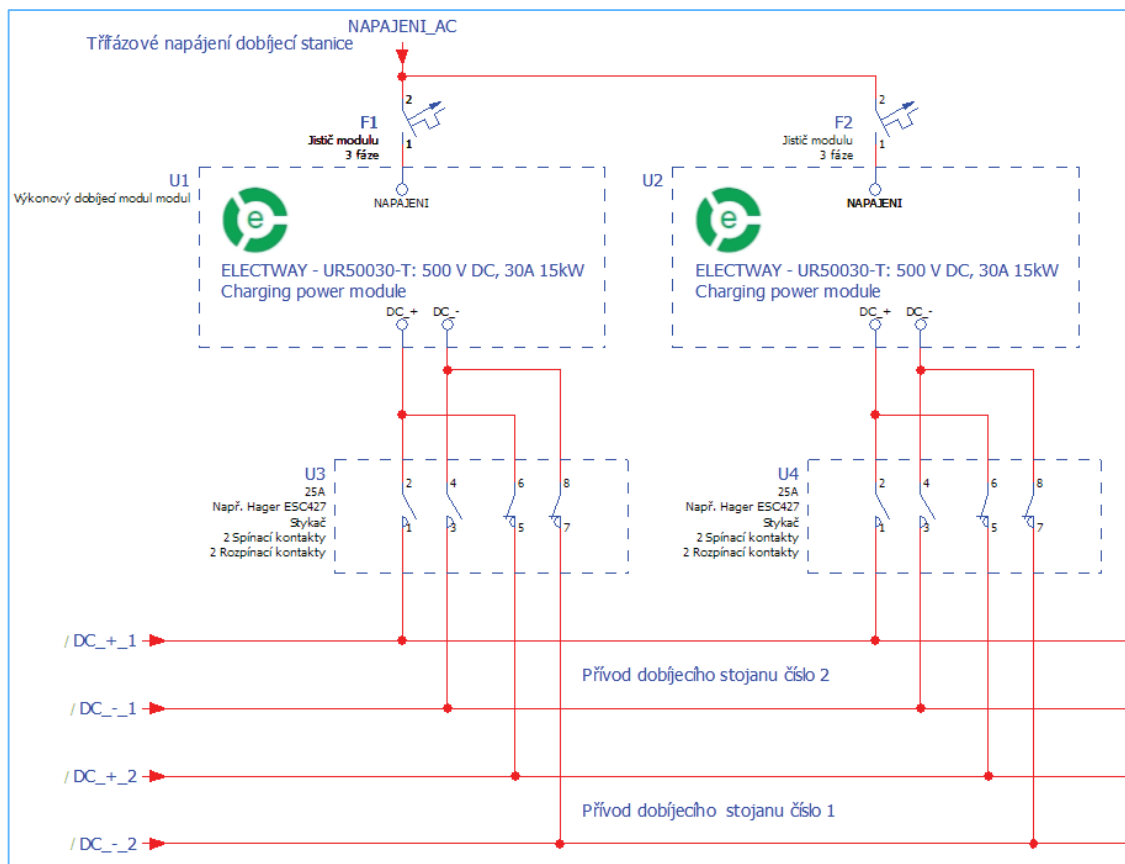 NAPAJENI_AC
Třífázové napájení dobíjecí stanice
2
F1
Jistič modulu
3 fáze
1
2
F2
Jistič modulu
3 fáze
1
U1
Výkonový dobíjecí modul modul
NAPAJENI
e
ELECTWAY - UR50030-T: 500 V DC, 30A 15kW
Charging power module
DC_+ DC_-
U2
NAPAJENI
e
ELECTWAY - UR50030-T: 500 V DC, 30A 15kW
Charging power module
DC_+ DC_-
U3
25A
Např. Hager ESC427
Stykač
2 Spínací kontakty
2 Rozpínací kontakty
2 4 6 8
1 3 5 7
U4
25A
Např. Hager ESC427
Stykač
2 Spínací kontakty
2 Rozpínací kontakty
2 4 6 8
1 3 5 7
/ DC_+_1
Přívod dobíjecího stojanu číslo 2
/ DC_-_1
/ DC_+_2
Přívod dobíjecího stojanu číslo 1
/ DC_-_2